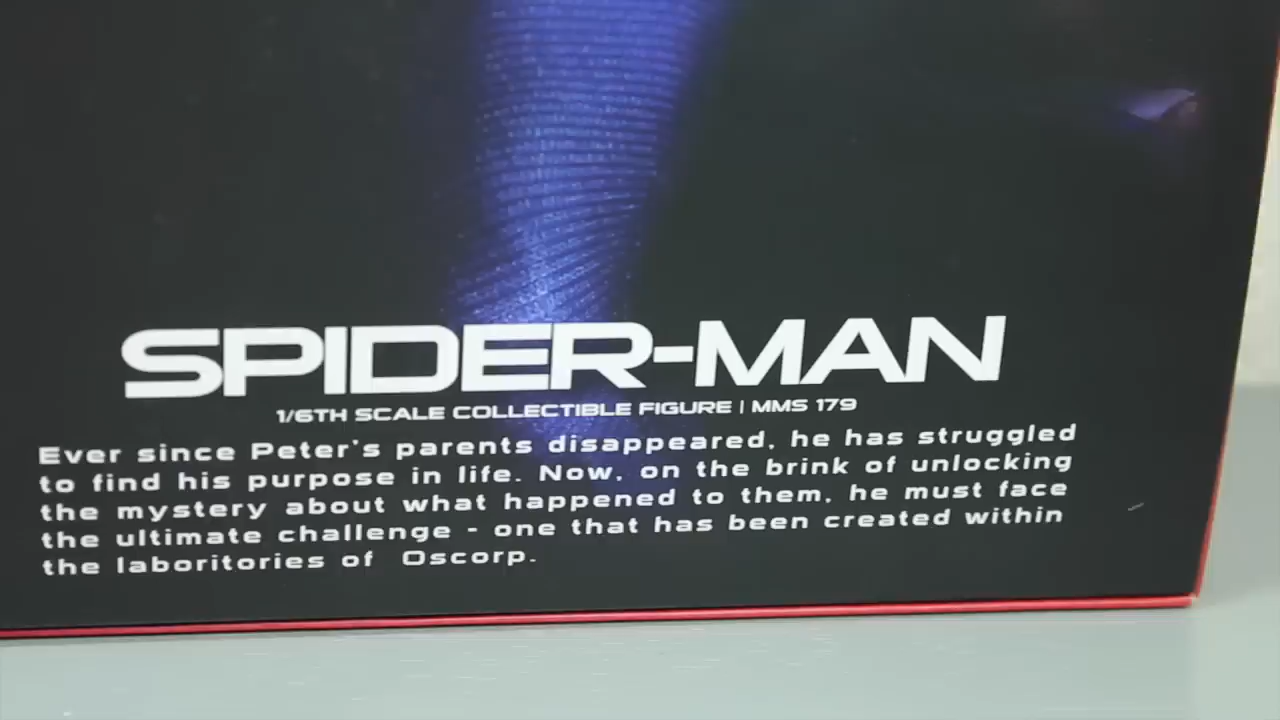 SPIDER-MAN
1/6TH SCALE COLLECTIBLE FIGURE | MMS 179
Ever since Peter's parents disappeared, he has struggled
to find his purpose in life. Now, on the brink of unlocking
the mystery about what happened to them, he must face
the ultimate challenge - one that has been created within
the laboritories of Oscorp.